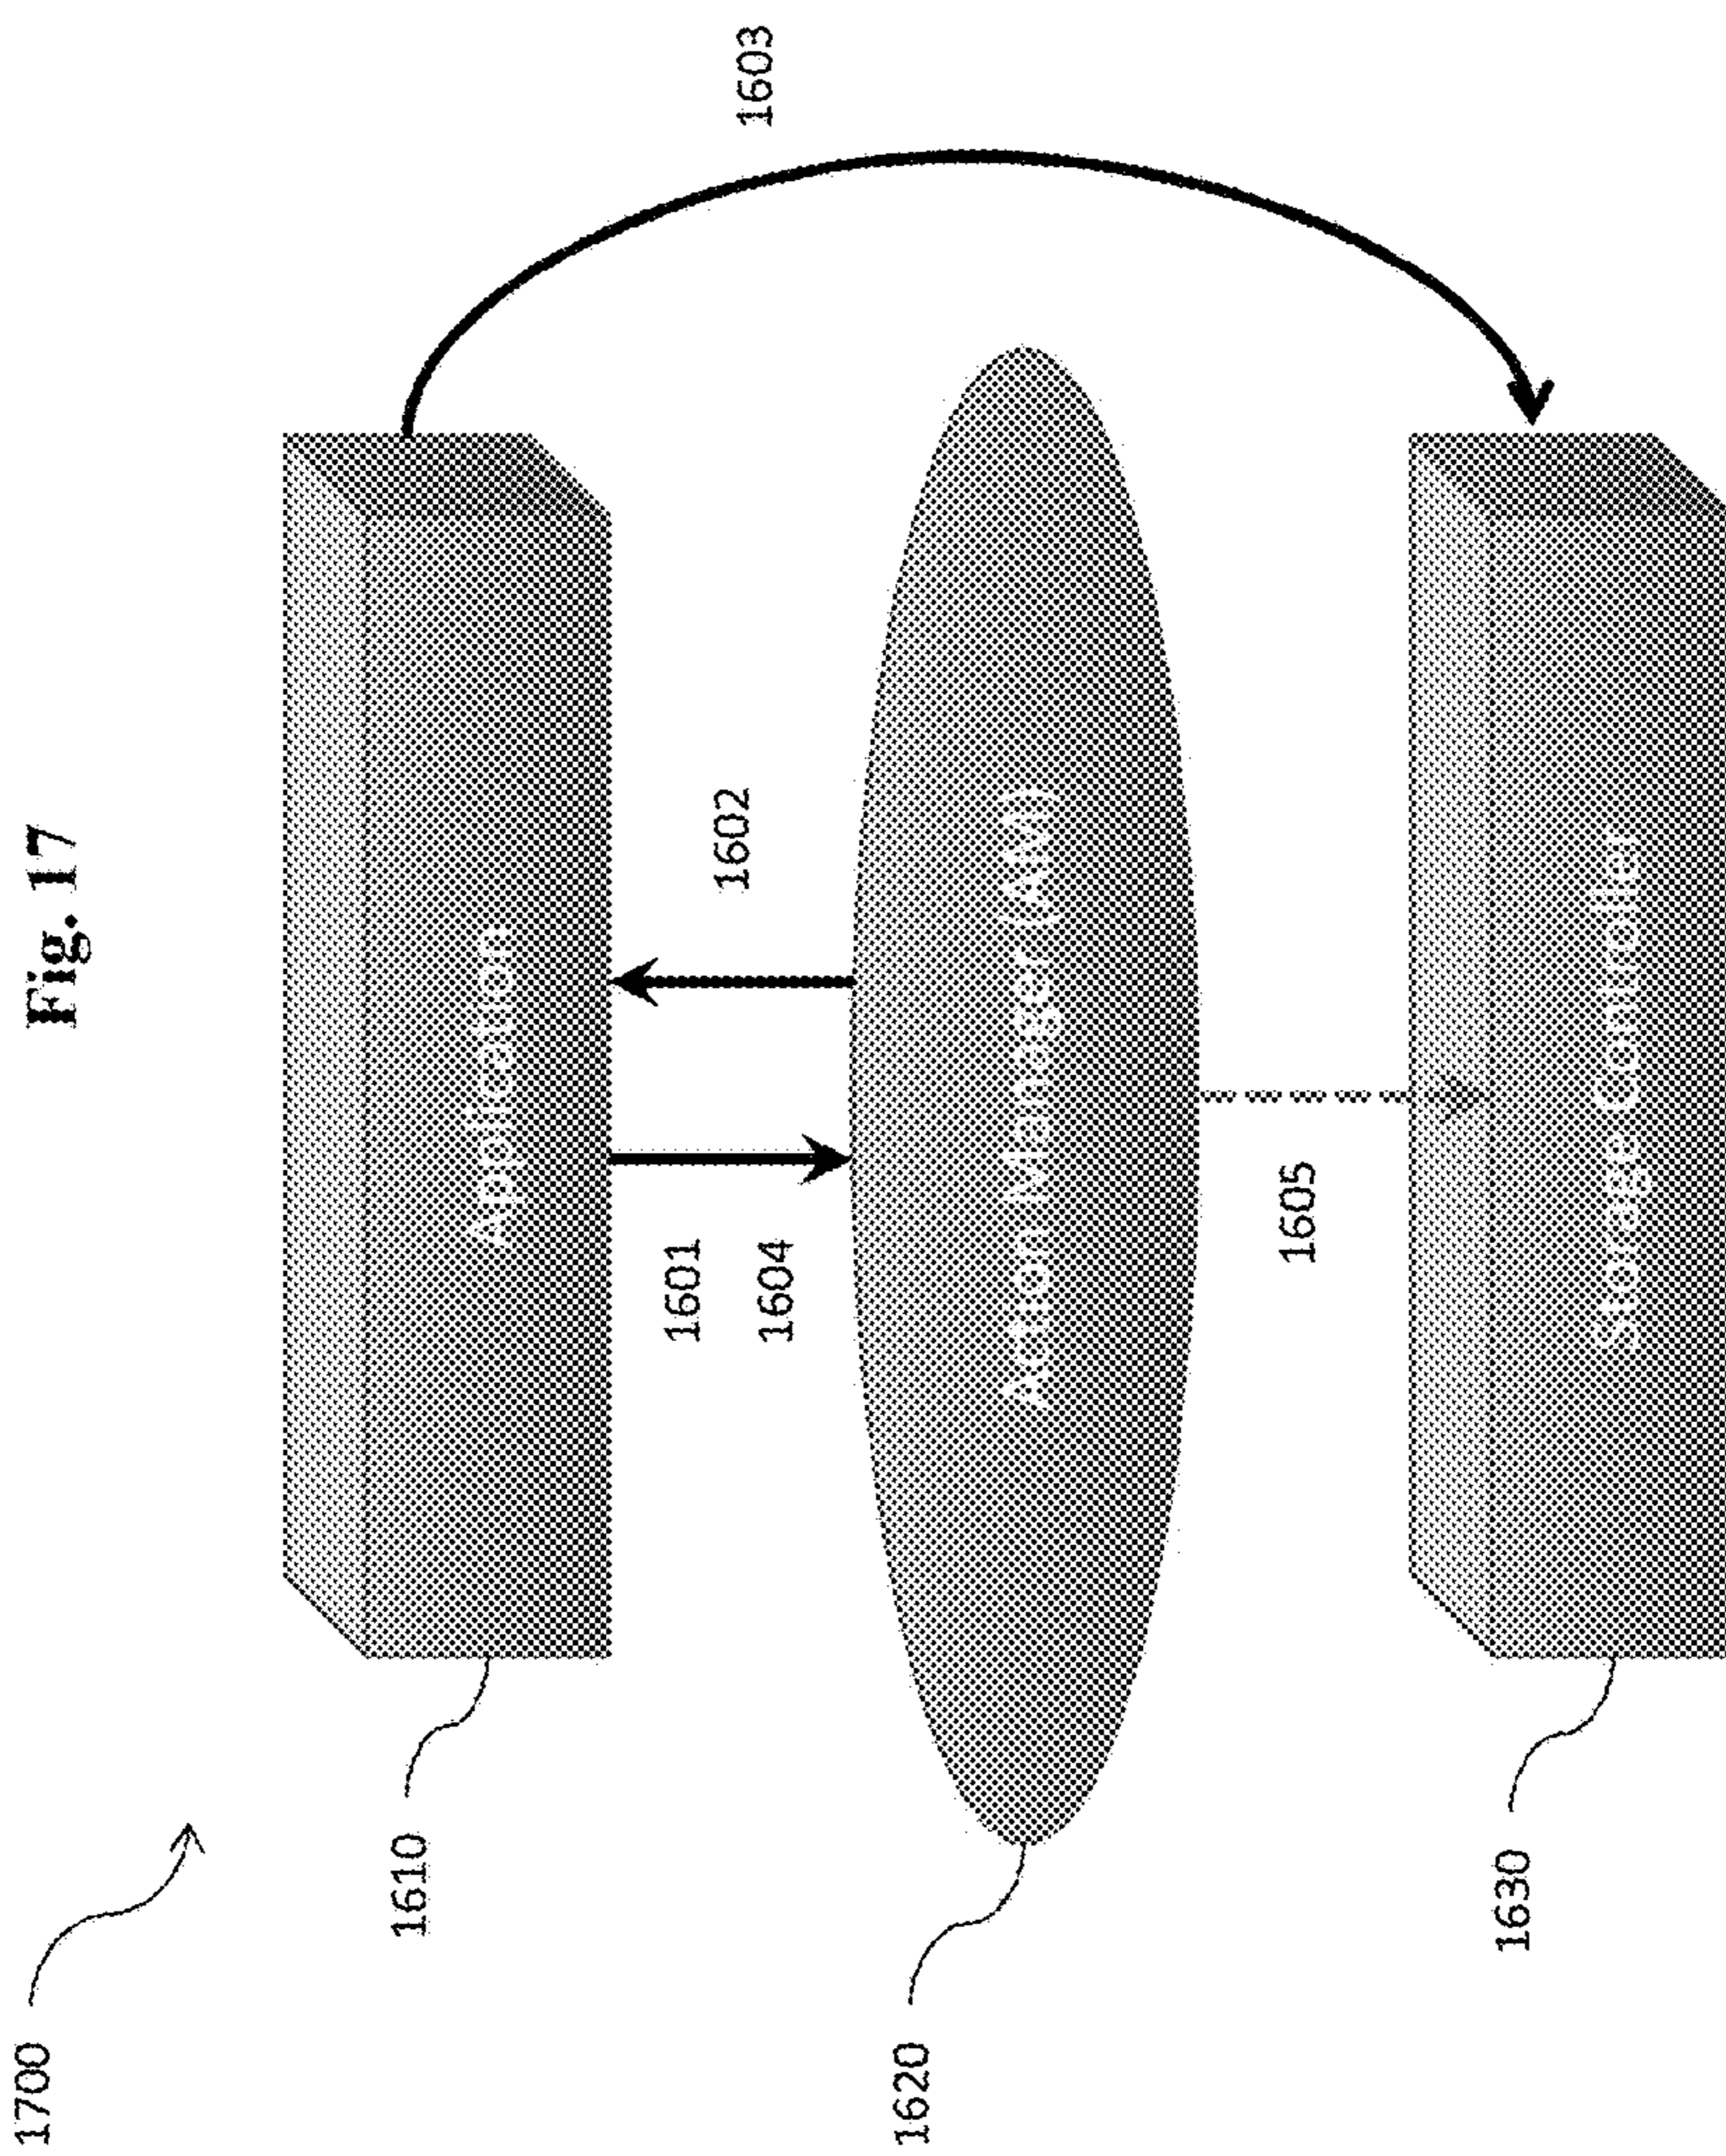 Fig. 17
1700
1610
Application
1603
1601
1604
1602
1620
Action Manager (AM)
1605
1630
Storage Controller